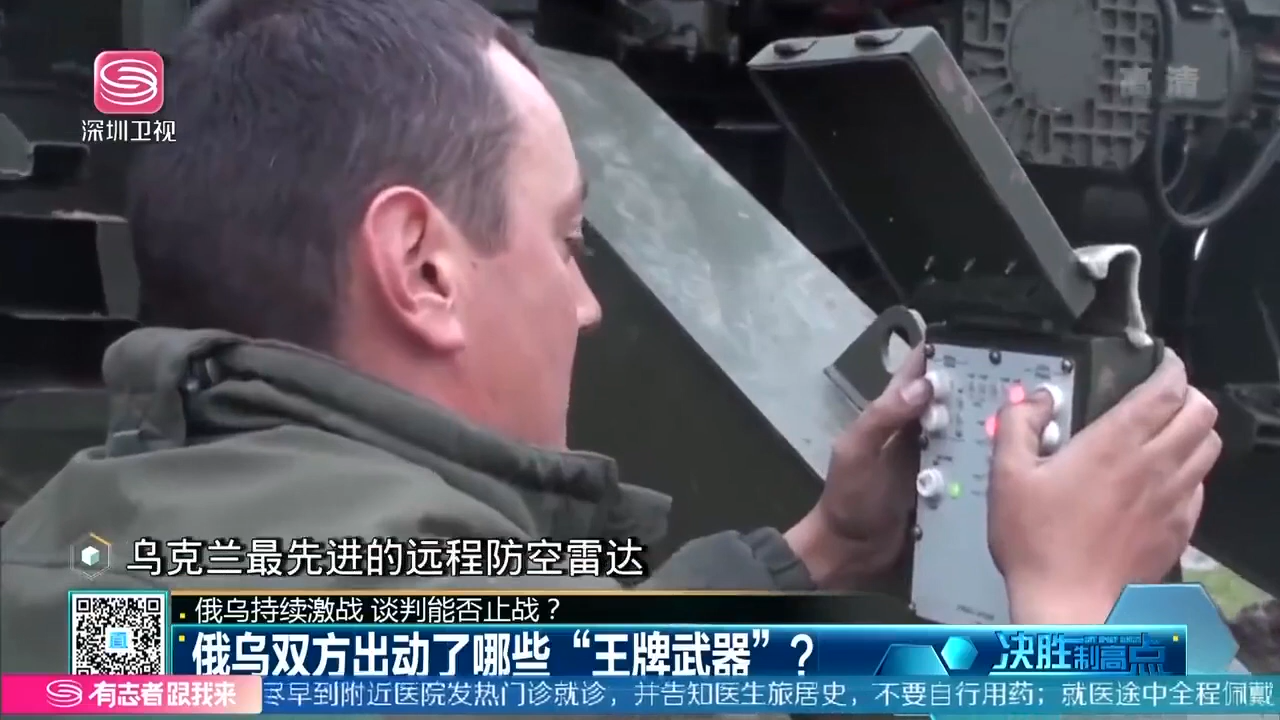 深圳卫视
高清
乌克兰最先进的远程防空雷达
俄乌持续激战 谈判能否止战？
俄乌双方出动了哪些“王牌武器”？
决胜制高点
有志者跟我来
尽早到附近医院发热门诊就诊，并告知医生旅居史，不要自行用药；就医途中全程佩戴